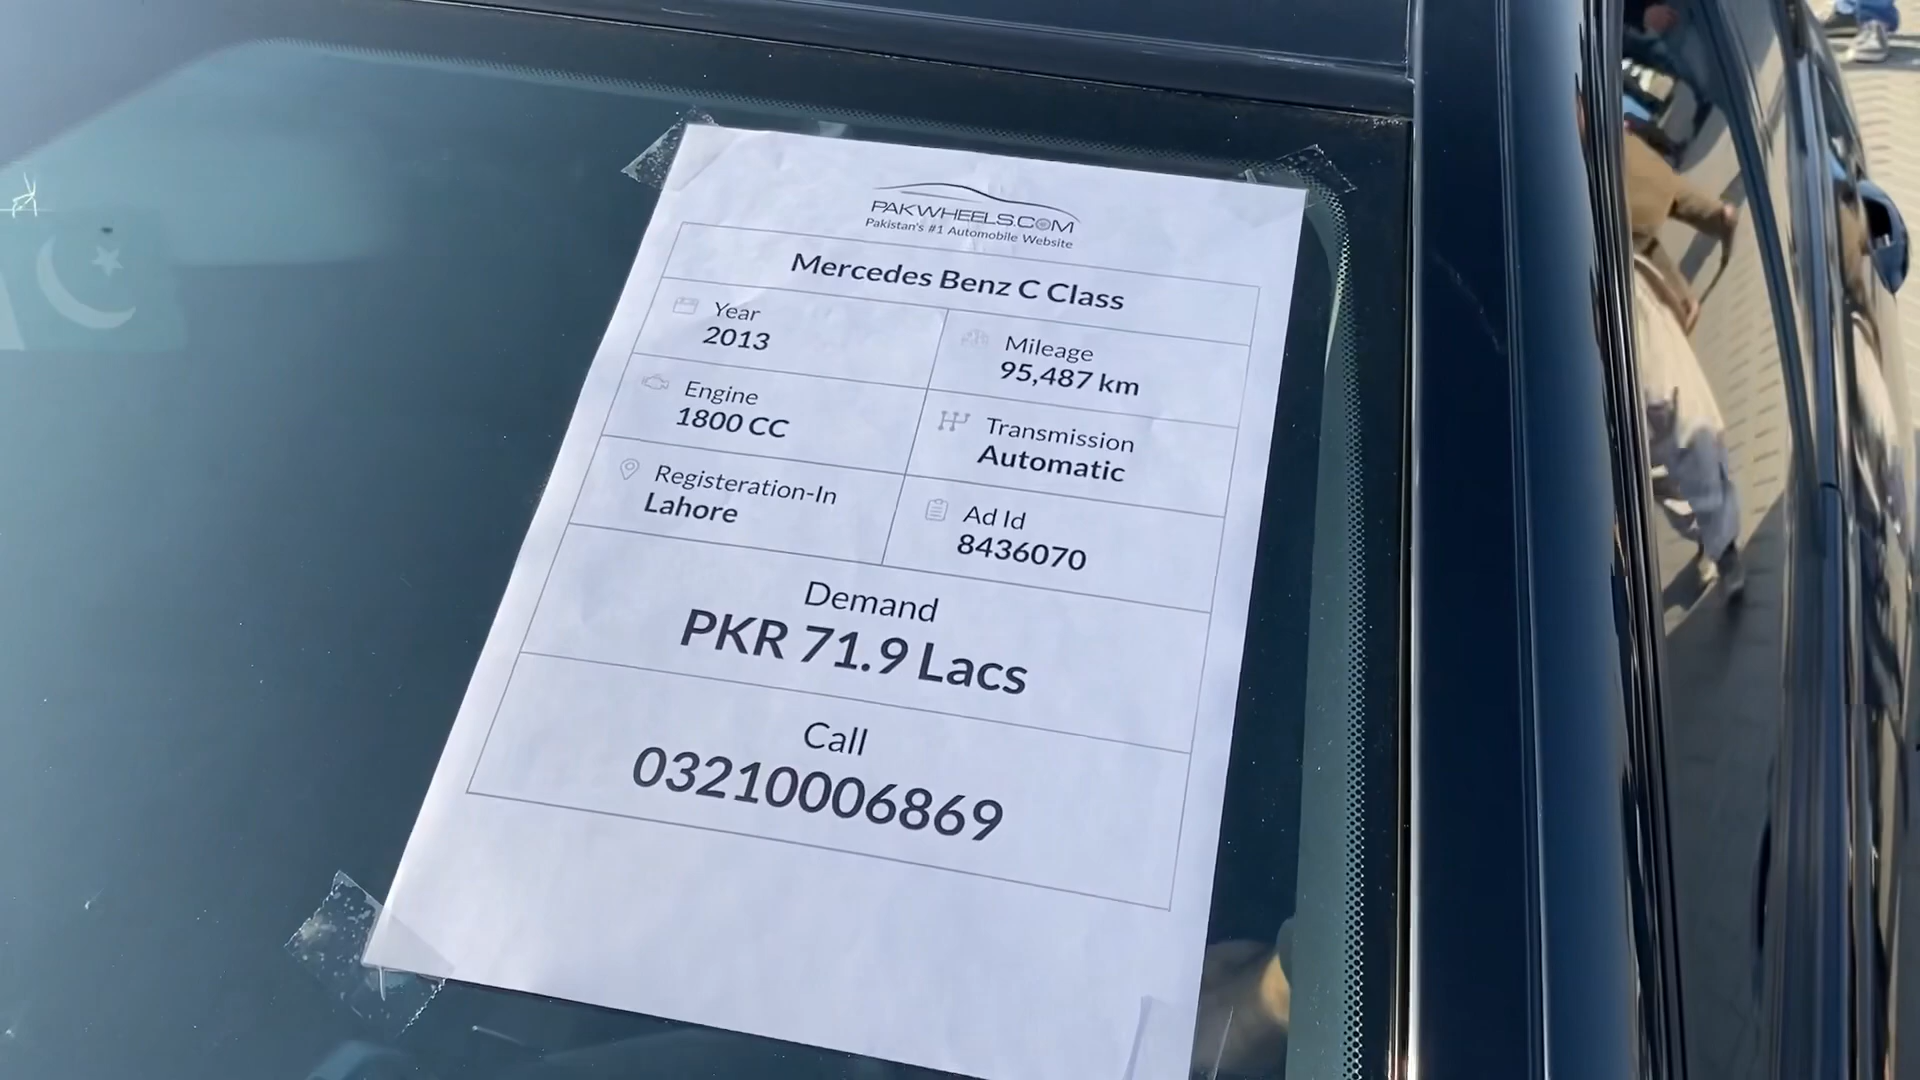 PAKWHEELS.COM
Pakistan's #1 Automobile Website
Mercedes Benz C Class
Year
2013
Mileage
95,487 km
Engine
1800 CC
Transmission
Automatic
Registeration-In
Lahore
Ad Id
8436070
Demand
PKR 71.9 Lacs
Call
03210006869